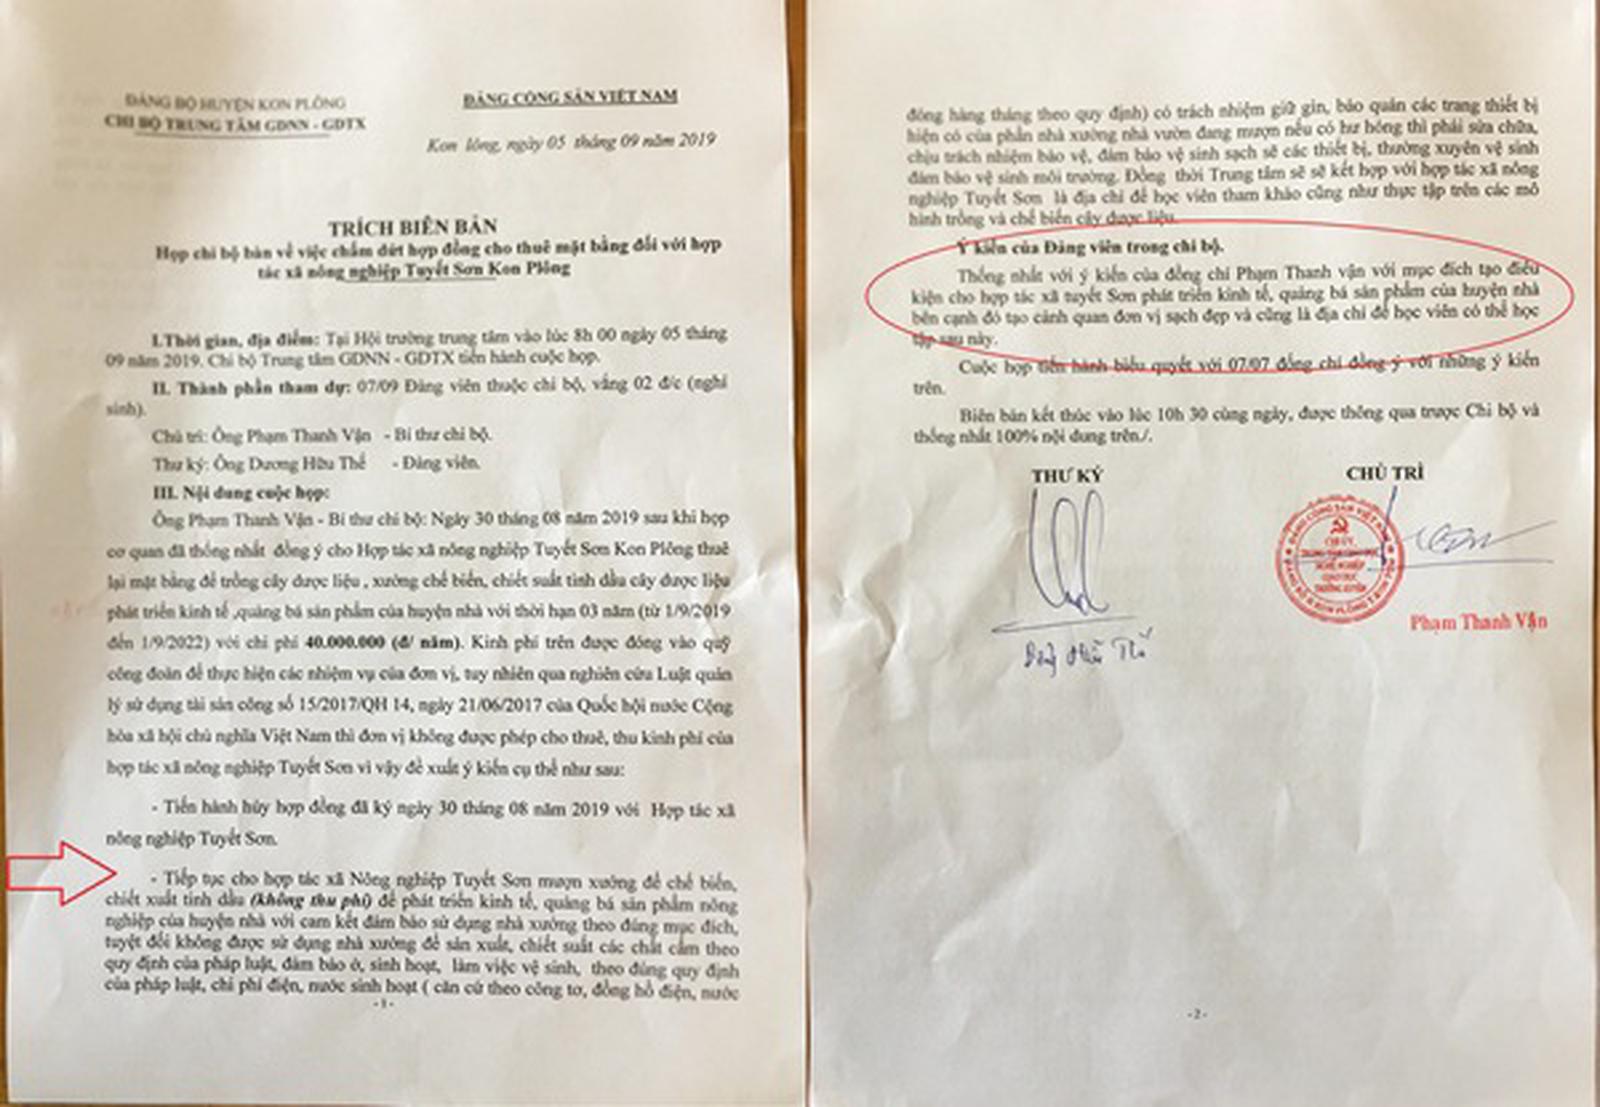 ĐẢNG BỘ HUYỆN KON PLÔNG
CHI BỘ TRUNG TÂM GDNN - GDTX
ĐẢNG CỘNG SẢN VIỆT NAM
Kon lông, ngày 05 tháng 09 năm 2019
TRÍCH BIÊN BẢN
Họp chi bộ bàn về việc chấm dứt hợp đồng cho thuê mặt bằng đối với hợp
tác xã nông nghiệp Tuyết Sơn Kon Plông
I.Thời gian, địa điểm: Tại Hội trường trung tâm vào lúc 8h 00 ngày 05 tháng
09 năm 2019. Chi bộ Trung tâm GDNN - GDTX tiến hành cuộc họp.
II. Thành phần tham dự: 07/09 Đảng viên thuộc chi bộ, vắng 02 đ/c (nghỉ
sinh).
Chủ trì: Ông Phạm Thanh Vận - Bí thư chi bộ.
Thư ký: Ông Dương Hữu Thể - Đảng viên.
III. Nội dung cuộc họp:
Ông Phạm Thanh Vận - Bí thư chi bộ: Ngày 30 tháng 08 năm 2019 sau khi họp
cơ quan đã thống nhất đồng ý cho Hợp tác xã nông nghiệp Tuyết Sơn Kon Plông thuê
lại mặt bằng để trồng cây dược liệu , xưởng chế biến, chiết suất tinh dầu cây dược liệu
phát triển kinh tế ,quảng bá sản phẩm của huyện nhà với thời hạn 03 năm (từ 1/9/2019
đến 1/9/2022) với chi phí 40.000.000 (đ/ năm). Kinh phí trên được đóng vào quỹ
công đoàn để thực hiện các nhiệm vụ của đơn vị, tuy nhiên qua nghiên cứu Luật quản
lý sử dụng tài sản công số 15/2017/QH 14, ngày 21/06/2017 của Quốc hội nước Cộng
hòa xã hội chủ nghĩa Việt Nam thì đơn vị không được phép cho thuê, thu kinh phí của
hợp tác xã nông nghiệp Tuyết Sơn vì vậy đề xuất ý kiến cụ thể như sau:
- Tiến hành hủy hợp đồng đã ký ngày 30 tháng 08 năm 2019 với Hợp tác xã
nông nghiệp Tuyết Sơn.
- Tiếp tục cho hợp tác xã Nông nghiệp Tuyết Sơn mượn xưởng để chế biến,
chiết xuất tinh dầu (không thu phí) để phát triển kinh tế, quảng bá sản phẩm nông
nghiệp của huyện nhà với cam kết đảm bảo sử dụng nhà xưởng theo đúng mục đích,
tuyệt đối không được sử dụng nhà xưởng để sản xuất, chiết suất các chất cấm theo
quy định của pháp luật, đảm bảo ở, sinh hoạt, làm việc vệ sinh, theo đúng quy định
của pháp luật, chi phí điện, nước sinh hoạt ( căn cứ theo công tơ, đồng hồ điện, nước
-1-
đóng hàng tháng theo quy định) có trách nhiệm giữ gìn, bảo quản các trang thiết bị
hiện có của phần nhà xưởng nhà vườn đang mượn nếu có hư hỏng thì phải sửa chữa,
chịu trách nhiệm bảo vệ, đảm bảo vệ sinh sạch sẽ các thiết bị, thường xuyên vệ sinh
đảm bảo vệ sinh môi trường. Đồng thời Trung tâm sẽ sẽ kết hợp với hợp tác xã nông
nghiệp Tuyết Sơn là địa chỉ để học viên tham khảo cũng như thực tập trên các mô
hình trồng và chế biến cây dược liệu.
Ý kiến của Đảng viên trong chi bộ.
Thống nhất với ý kiến của đồng chí Phạm Thanh vận với mục đích tạo điều
kiện cho hợp tác xã tuyết Sơn phát triển kinh tế, quảng bá sản phẩm của huyện nhà
bên cạnh đó tạo cảnh quan đơn vị sạch đẹp và cũng là địa chỉ để học viên có thể học
tập sau này.
Cuộc họp tiến hành biểu quyết với 07/07 đồng chí đồng ý với những ý kiến
trên.
Biên bản kết thúc vào lúc 10h 30 cùng ngày, được thông qua trược Chi bộ và
thống nhất 100% nội dung trên./.
THƯ KÝ
CHỦ TRÌ
ĐẢNG CỘNG SẢN VIỆT NAM
CHI ỦY
Phạm Thanh Vận
-2-